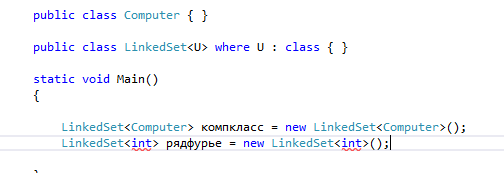 public class Computer { }
public class LinkedSet<U> where U : class { }
static void Main()
{
LinkedSet<Computer> компкласс = new LinkedSet<Computer>();
LinkedSet<int> рядфурье = new LinkedSet<int>();
}